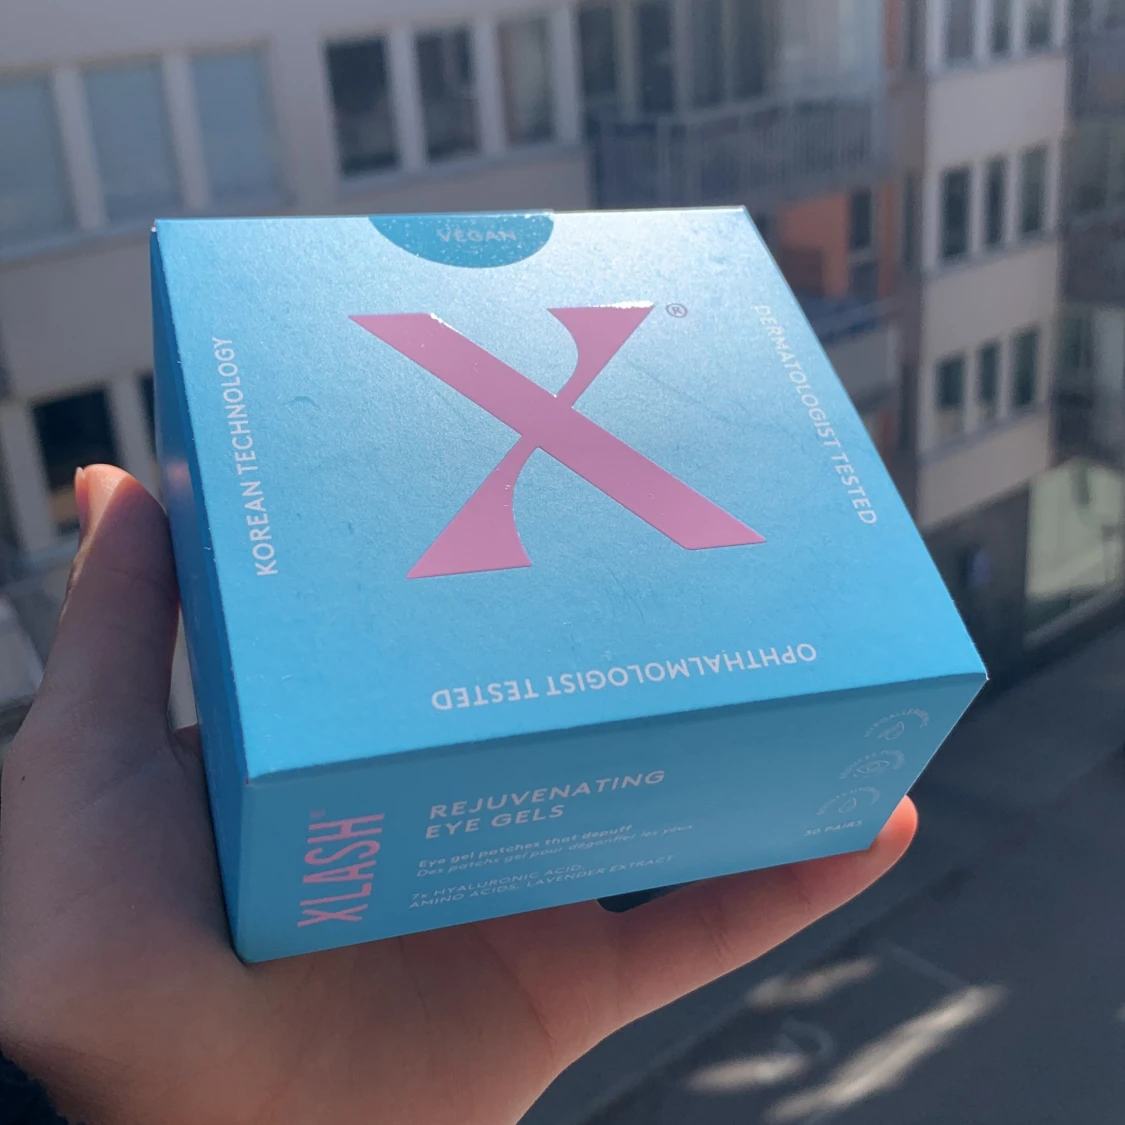 VEGAN
X®
KOREAN TECHNOLOGY
DERMATOLOGIST TESTED
OPHTHALMOLOGIST TESTED
XLASH
REJUVENATING
EYE GELS
Eye gel patches that depuff
Des patchs gel pour dégonfler les yeux
7x HYALURONIC ACID,
AMINO ACIDS, LAVENDER EXTRACT
30 PAIRS